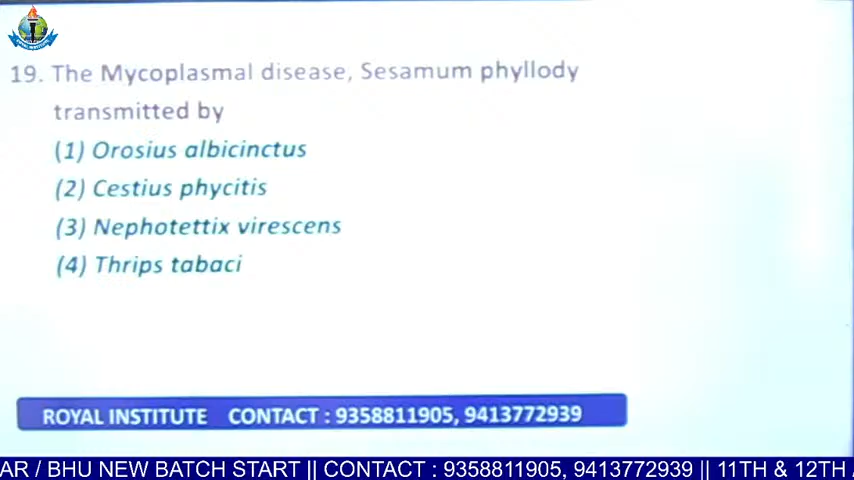 19. The Mycoplasmal disease, Sesamum phyllody
transmitted by
(1) Orosius albicinctus
(2) Cestius phycitis
(3) Nephotettix virescens
(4) Thrips tabaci
ROYAL INSTITUTE CONTACT : 9358811905, 9413772939
AR / BHU NEW BATCH START || CONTACT : 9358811905, 9413772939 || 11TH & 12TH